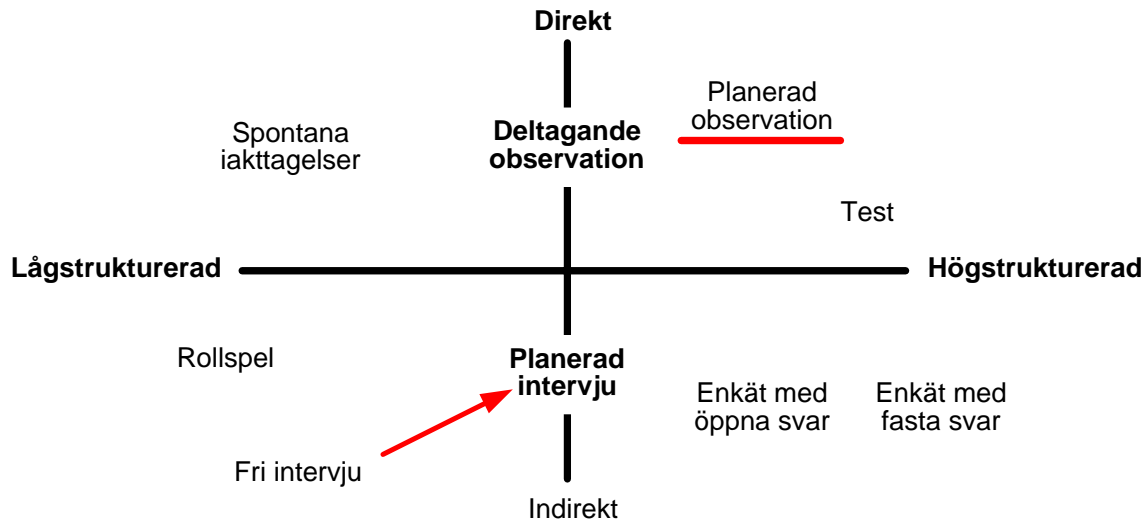 Direkt
Planerad
observation
Spontana
iakttagelser
Deltagande
observation
Test
Lågstrukturerad
Högstrukturerad
Rollspel
Planerad
intervju
Enkät med
öppna svar
Enkät med
fasta svar
Fri intervju
Indirekt